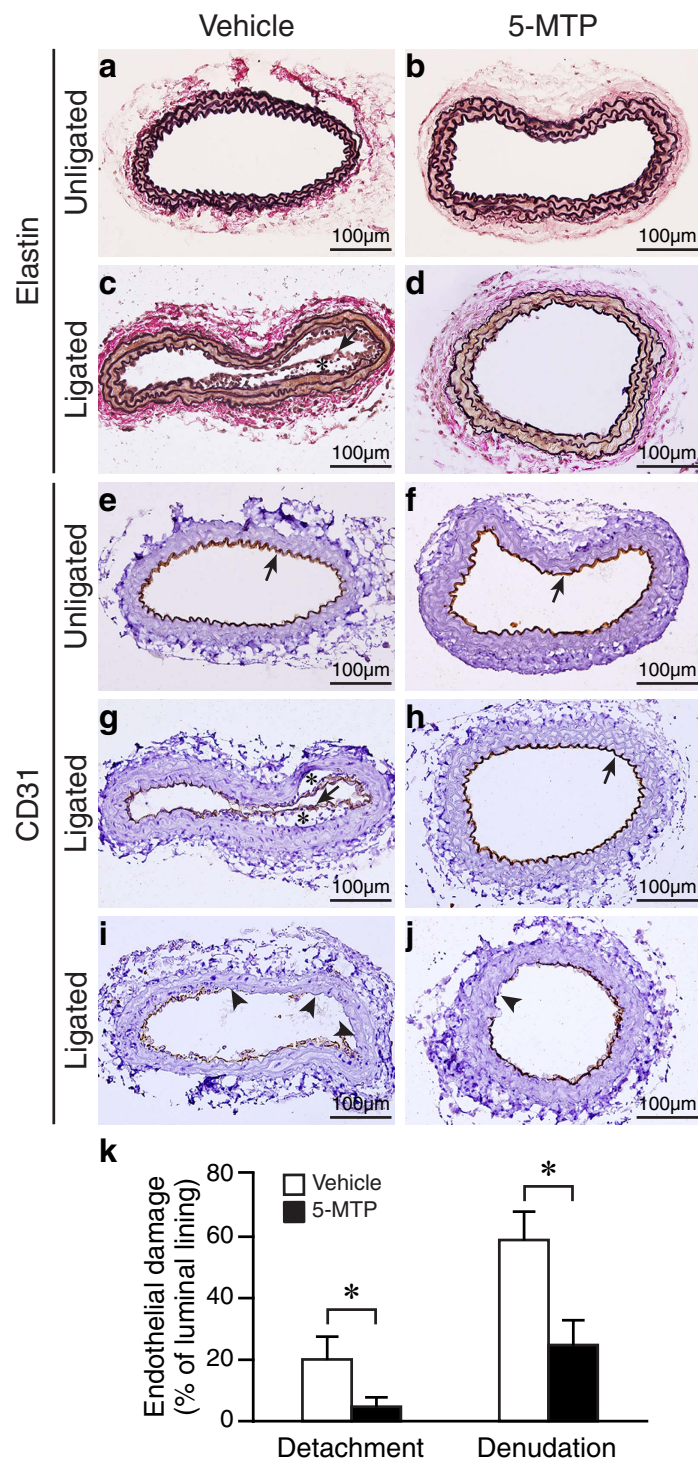 Vehicle 5-MTP
Elastin
Unligated
a
100µm
b
100µm
Ligated
c
*
100µm
d
100µm
CD31
Unligated
e
100µm
f
100µm
Ligated
g
*
*
100µm
h
100µm
Ligated
i
100µm
j
100µm
k
Endothelial damage
(% of luminal lining)
80
60
40
20
0
Vehicle
5-MTP
*
*
Detachment Denudation